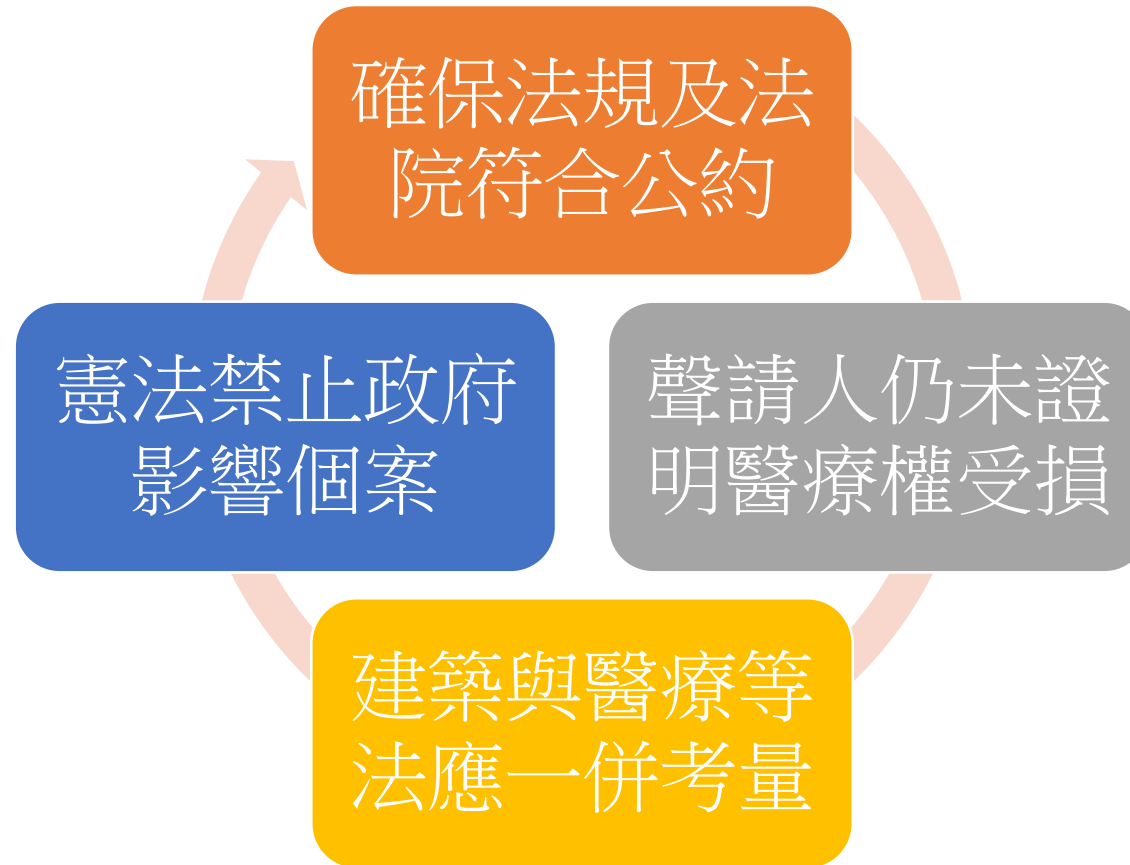 確保法規及法
院符合公約
憲法禁止政府
影響個案
聲請人仍未證
明醫療權受損
建築與醫療等
法應一併考量